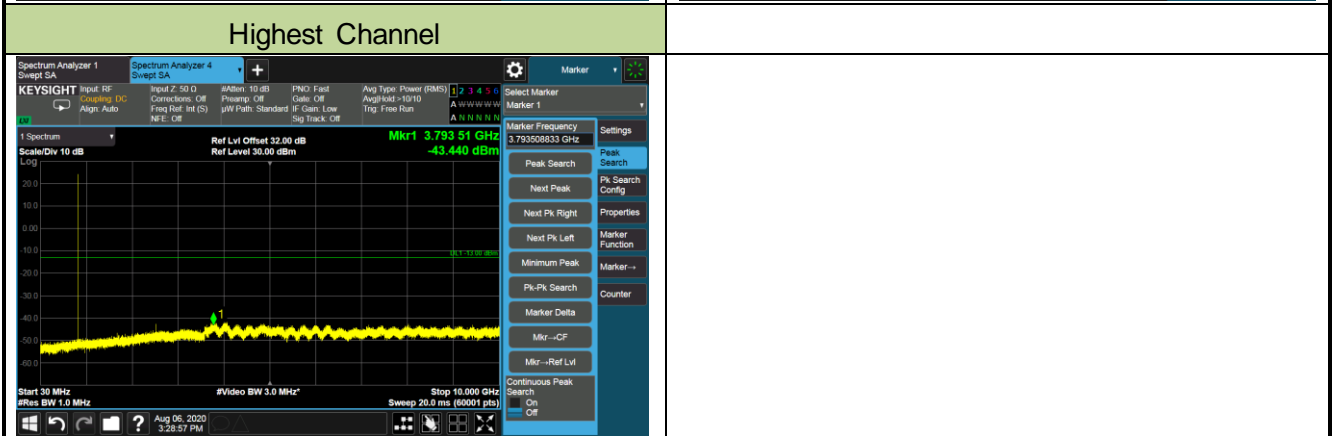 Highest Channel
Spectrum Analyzer 1
Swept SA
Spectrum Analyzer 4
Swept SA
Marker
KEYSIGHT
Input: RF
Coupling: DC
Align: Auto
Input Z: 50 Ω
Corrections: Off
Freq Ref: Int (S)
NFE: Off
#Atten: 10 dB
Preamp: Off
µW Path: Standard
PNO: Fast
Gate: Off
IF Gain: Low
Sig Track: Off
Avg Type: Power (RMS)
Avg|Hold:>10/10
Trig: Free Run
1 2 3 4 5 6
A W W W W W
A N N N N N
LV
Select Marker
Marker 1
1 Spectrum
Scale/Div 10 dB
Log
Ref Lvl Offset 32.00 dB
Ref Level 30.00 dBm
Mkr1 3.793 51 GHz
-43.440 dBm
20.0
10.0
0.00
-10.0
-20.0
-30.0
-40.0
-50.0
-60.0
DL1 -13.00 dBm
1
Start 30 MHz
#Res BW 1.0 MHz
#Video BW 3.0 MHz*
Stop 10.000 GHz
Sweep 20.0 ms (60001 pts)
Marker Frequency
3.793508833 GHz
Peak Search
Next Peak
Next Pk Right
Next Pk Left
Minimum Peak
Pk-Pk Search
Marker Delta
Mkr→CF
Mkr→Ref Lvl
Continuous Peak
Search
On
Off
Settings
Peak
Search
Pk Search
Config
Properties
Marker
Function
Marker→
Counter
?
Aug 06, 2020
3:28:57 PM